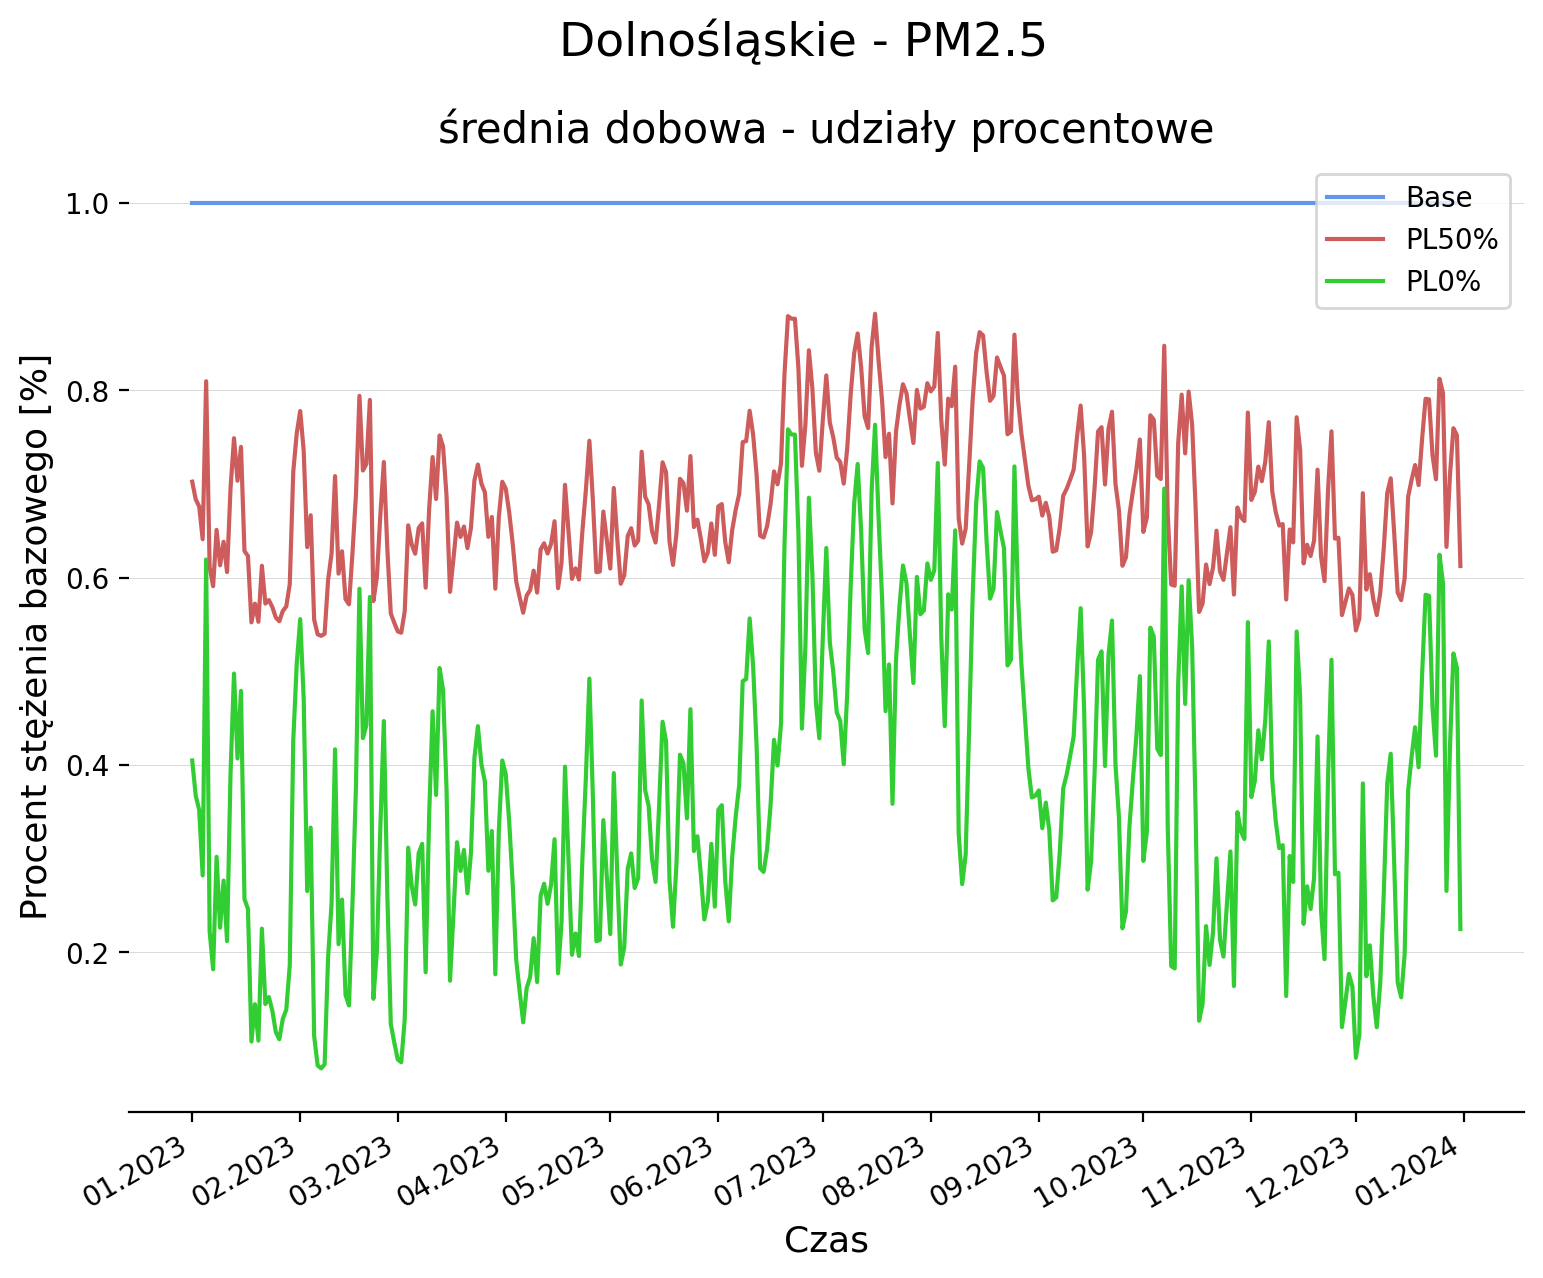 Dolnośląskie - PM2.5
średnia dobowa - udziały procentowe
Base
PL50%
PL0%
Procent stężenia bazowego [%]
1.0
0.8
0.6
0.4
0.2
01.2023
02.2023
03.2023
04.2023
05.2023
06.2023
07.2023
08.2023
09.2023
10.2023
11.2023
12.2023
01.2024
Czas